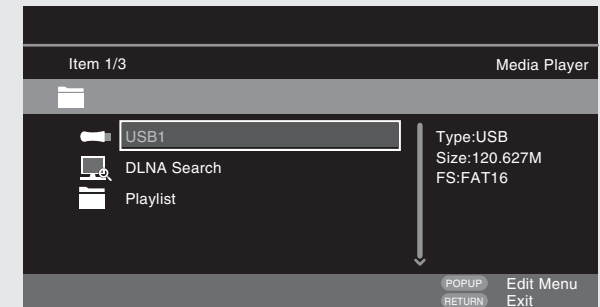 Item 1/3 Media Player
USB1
DLNA Search
Playlist
Type:USB
Size:120.627M
FS:FAT16
POPUP Edit Menu
RETURN Exit